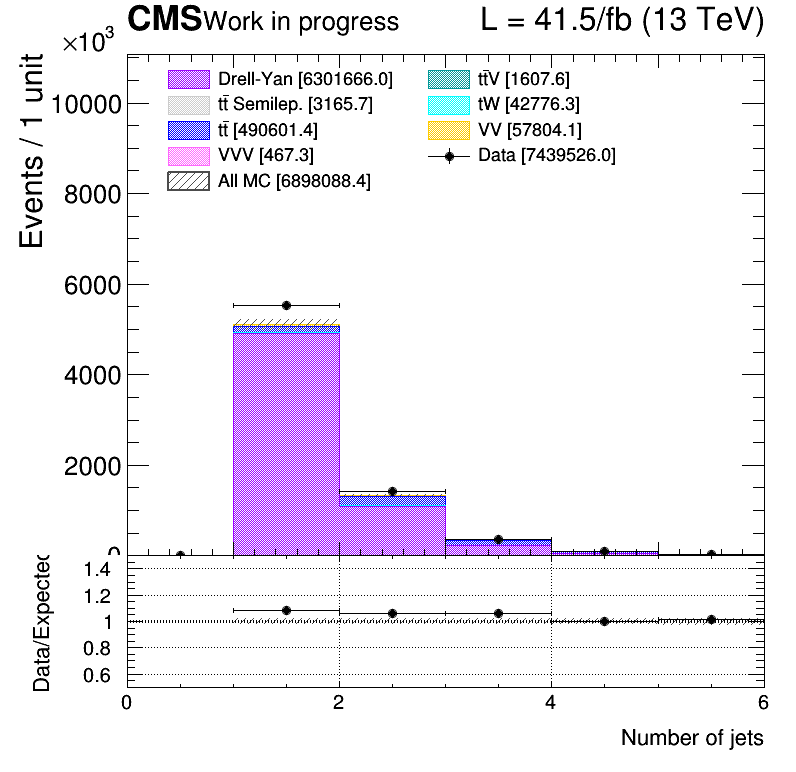 CMS Work in progress L = 41.5/fb (13 TeV)
×10³
Events / 1 unit
10000
8000
6000
4000
2000
0
Drell-Yan [6301666.0]
tt̄ Semilep. [3165.7]
tt̄ [490601.4]
VVV [467.3]
All MC [6898088.4]
tt̄V [1607.6]
tW [42776.3]
VV [57804.1]
Data [7439526.0]
Data/Expected
1.4
1.2
1
0.8
0.6
0 2 4 6
Number of jets